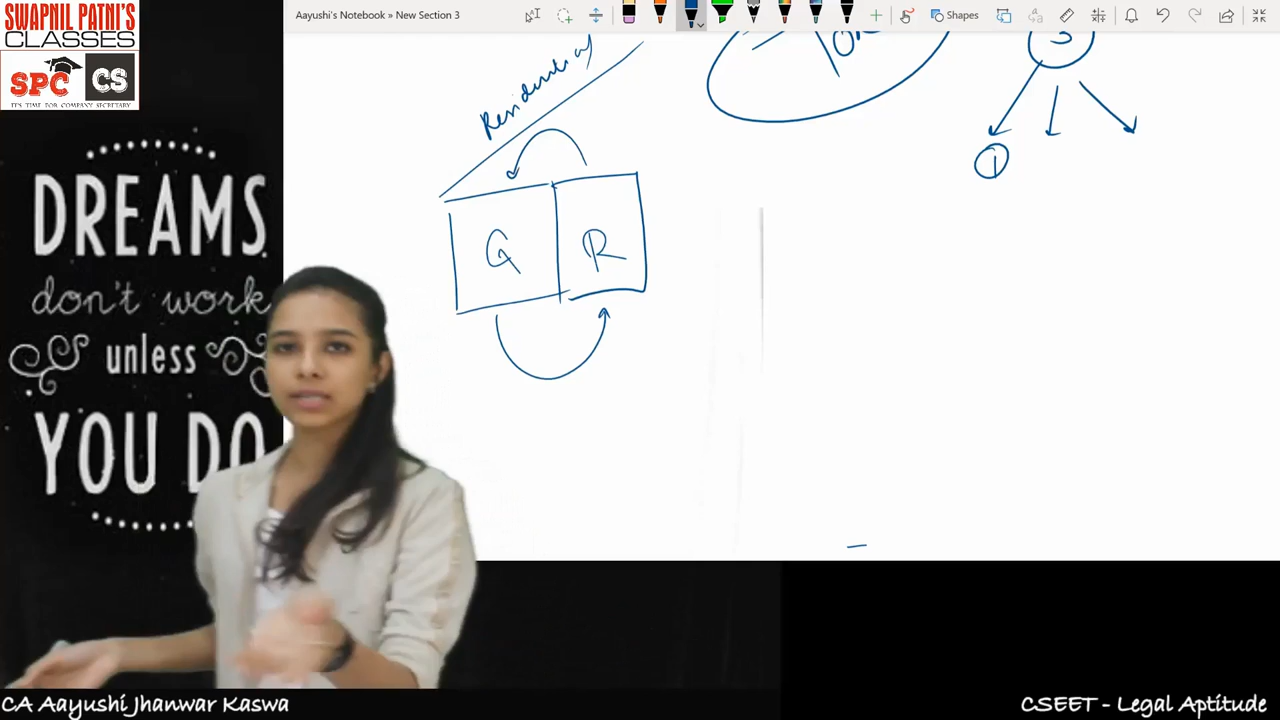 SWAPNIL PATNI'S
CLASSES
SPC CS
IT'S TIME FOR COMPANY SECRETARY
Aayushi's Notebook » New Section 3
Shapes
DREAMS
don't work
unless
YOU DO
G
R
3
1
CA Aayushi Jhanwar Kaswa
CSEET - Legal Aptitude